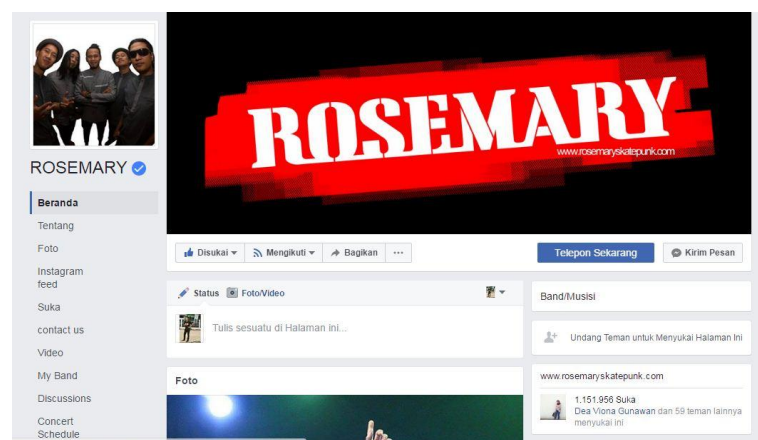 ROSEMARY
www.rosemaryskatepunk.com
ROSEMARY
Beranda
Tentang
Foto
Instagram
feed
Suka
contact us
Video
My Band
Discussions
Concert
Schedule
Disukai
Mengikuti
Bagikan
Telepon Sekarang
Kirim Pesan
Status
Foto/Video
Tulis sesuatu di Halaman ini...
Foto
Band/Musisi
Undang Teman untuk Menyukai Halaman Ini
www.rosemaryskatepunk.com
1.151.956 Suka
Dea Viona Gunawan dan 59 teman lainnya
menyukai ini